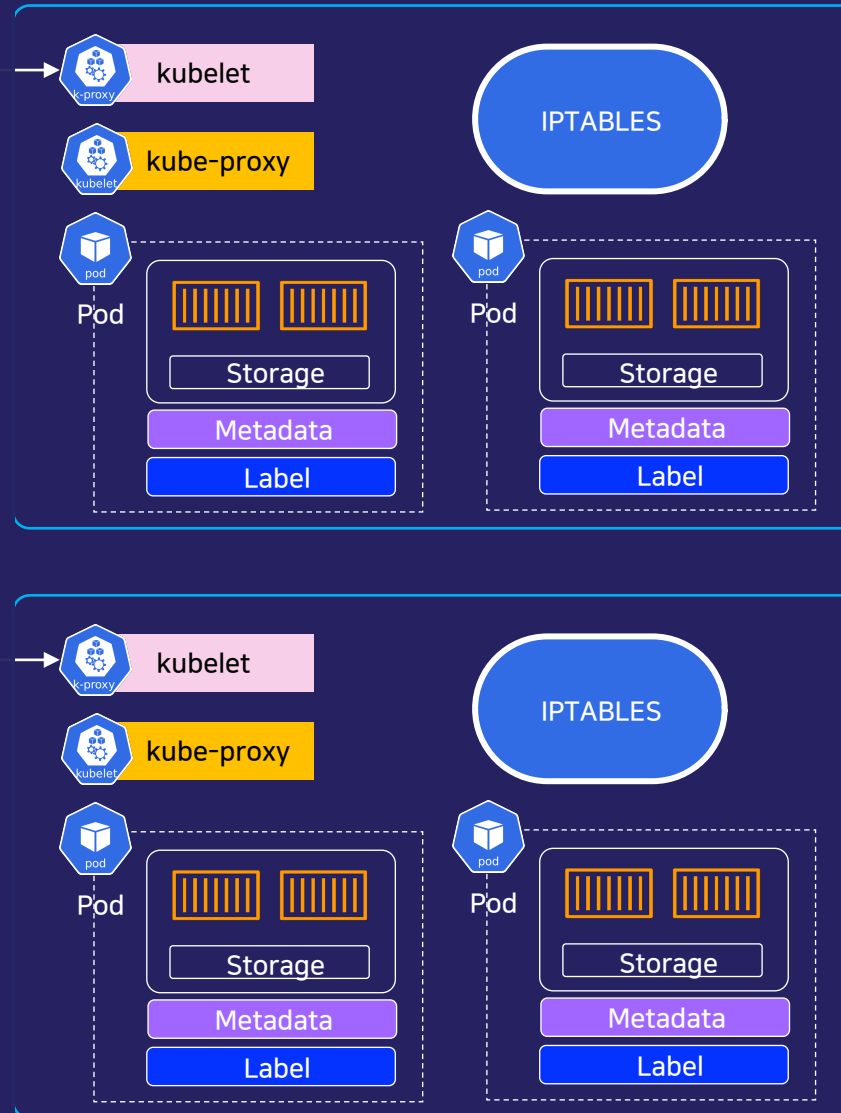 k-proxy
kubelet
IPTABLES
kubelet
kube-proxy
pod
Pod
Storage
Metadata
Label
pod
Pod
Storage
Metadata
Label
k-proxy
kubelet
IPTABLES
kubelet
kube-proxy
pod
Pod
Storage
Metadata
Label
pod
Pod
Storage
Metadata
Label